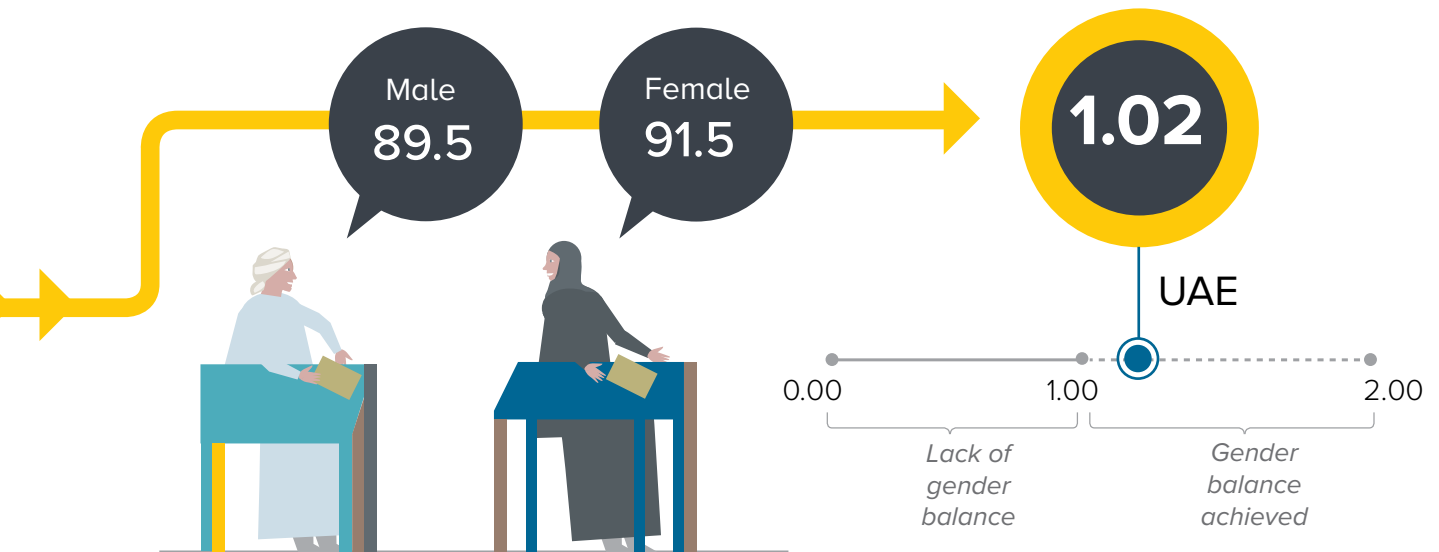 Male
89.5
Female
91.5
1.02
UAE
0.00
1.00
2.00
Lack of
gender
balance
Gender
balance
achieved